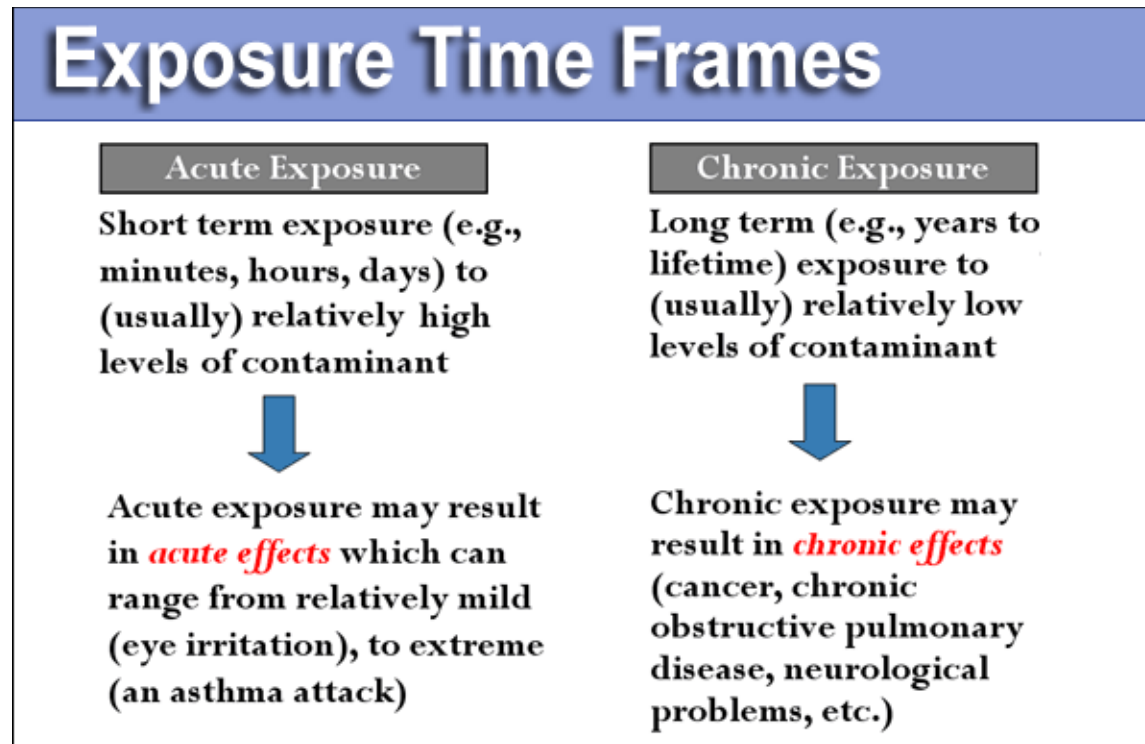 Exposure Time Frames
Acute Exposure
Short term exposure (e.g.,
minutes, hours, days) to
(usually) relatively high
levels of contaminant
Acute exposure may result
in acute effects which can
range from relatively mild
(eye irritation), to extreme
(an asthma attack)
Chronic Exposure
Long term (e.g., years to
lifetime) exposure to
(usually) relatively low
levels of contaminant
Chronic exposure may
result in chronic effects
(cancer, chronic
obstructive pulmonary
disease, neurological
problems, etc.)